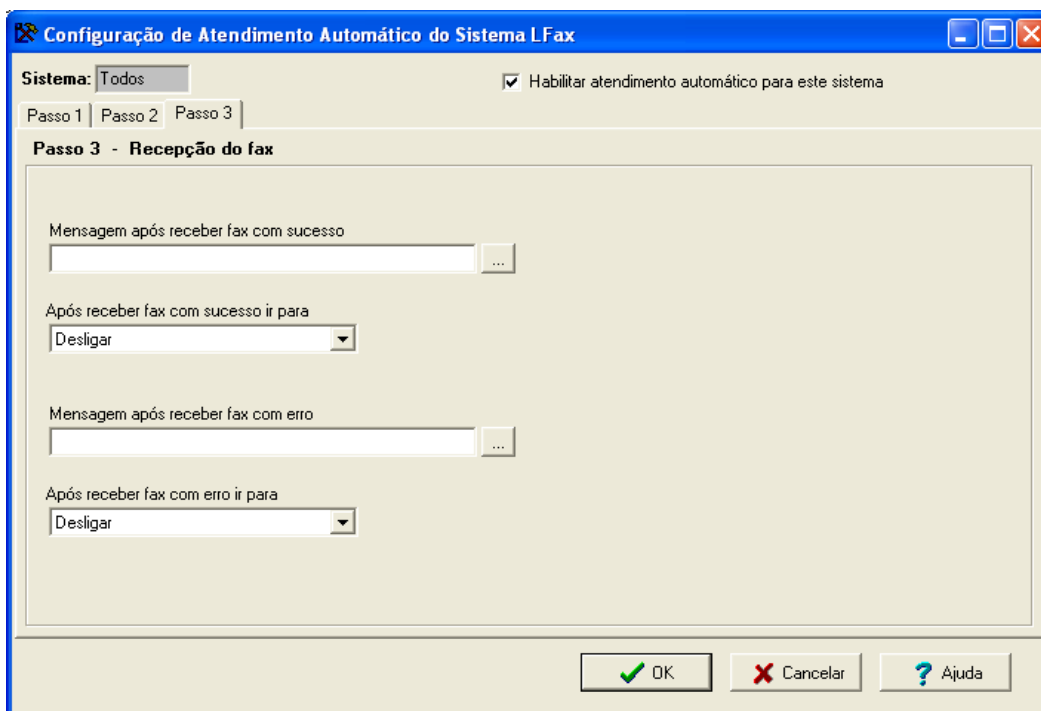 Configuração de Atendimento Automático do Sistema LFax
Sistema: Todos
Habilitar atendimento automático para este sistema
Passo 1 Passo 2 Passo 3
Passo 3 - Recepção do fax
Mensagem após receber fax com sucesso
...
Após receber fax com sucesso ir para
Desligar
Mensagem após receber fax com erro
...
Após receber fax com erro ir para
Desligar
OK Cancelar ? Ajuda